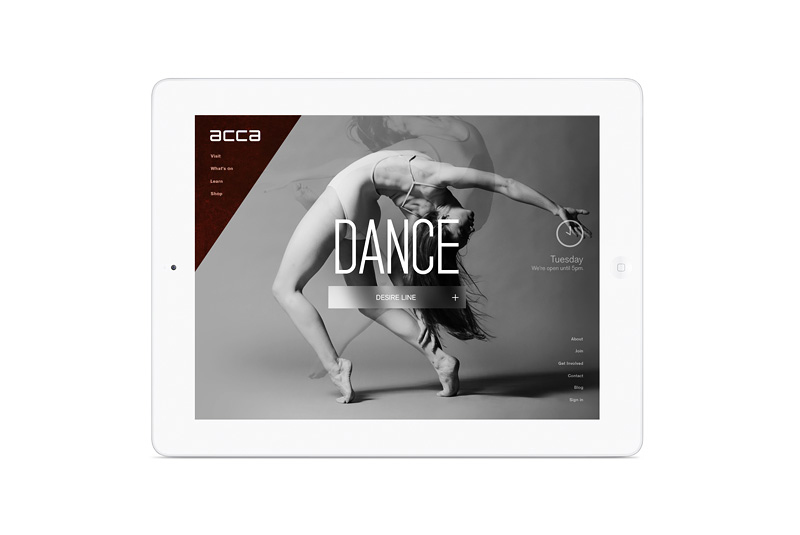 acca
Visit
What's on
Learn
Shop
DANCE
DESIRE LINE +
Tuesday
We're open until 5pm.
About
Join
Get Involved
Contact
Blog
Sign in